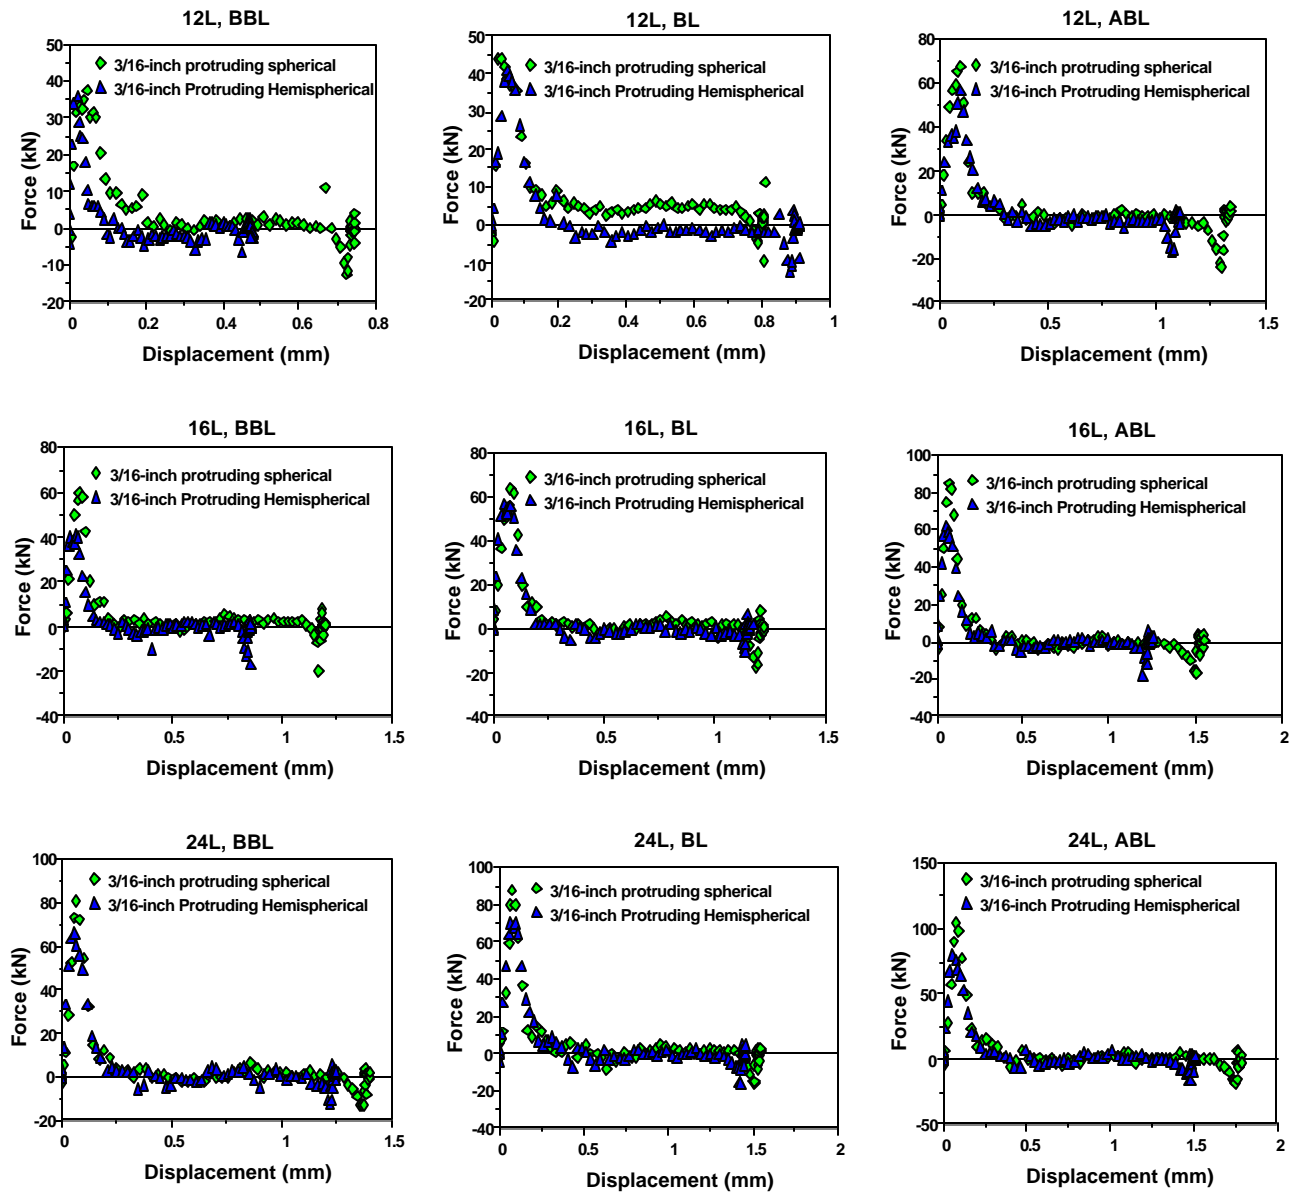 12L, BBL
50
40
30
20
10
0
-10
-20
Force (kN)
3/16-inch protruding spherical
3/16-inch Protruding Hemispherical
0 0.2 0.4 0.6 0.8
Displacement (mm)
12L, BL
50
40
30
20
10
0
-10
-20
Force (kN)
3/16-inch protruding spherical
3/16-inch Protruding Hemispherical
0 0.2 0.4 0.6 0.8 1
Displacement (mm)
12L, ABL
80
60
40
20
0
-20
-40
Force (kN)
3/16-inch protruding spherical
3/16-inch Protruding Hemispherical
0 0.5 1 1.5
Displacement (mm)
16L, BBL
80
60
40
20
0
-20
-40
Force (kN)
3/16-inch protruding spherical
3/16-inch Protruding Hemispherical
0 0.5 1 1.5
Displacement (mm)
16L, BL
80
60
40
20
0
-20
-40
Force (kN)
3/16-inch protruding spherical
3/16-inch Protruding Hemispherical
0 0.5 1 1.5
Displacement (mm)
16L, ABL
100
80
60
40
20
0
-20
-40
Force (kN)
3/16-inch protruding spherical
3/16-inch Protruding Hemispherical
0 0.5 1 1.5 2
Displacement (mm)
24L, BBL
100
80
60
40
20
0
-20
Force (kN)
3/16-inch protruding spherical
3/16-inch Protruding Hemispherical
0 0.5 1 1.5
Displacement (mm)
24L, BL
100
80
60
40
20
0
-20
-40
Force (kN)
3/16-inch protruding spherical
3/16-inch Protruding Hemispherical
0 0.5 1 1.5 2
Displacement (mm)
24L, ABL
150
100
50
0
-50
Force (kN)
3/16-inch protruding spherical
3/16-inch Protruding Hemispherical
0 0.5 1 1.5 2
Displacement (mm)